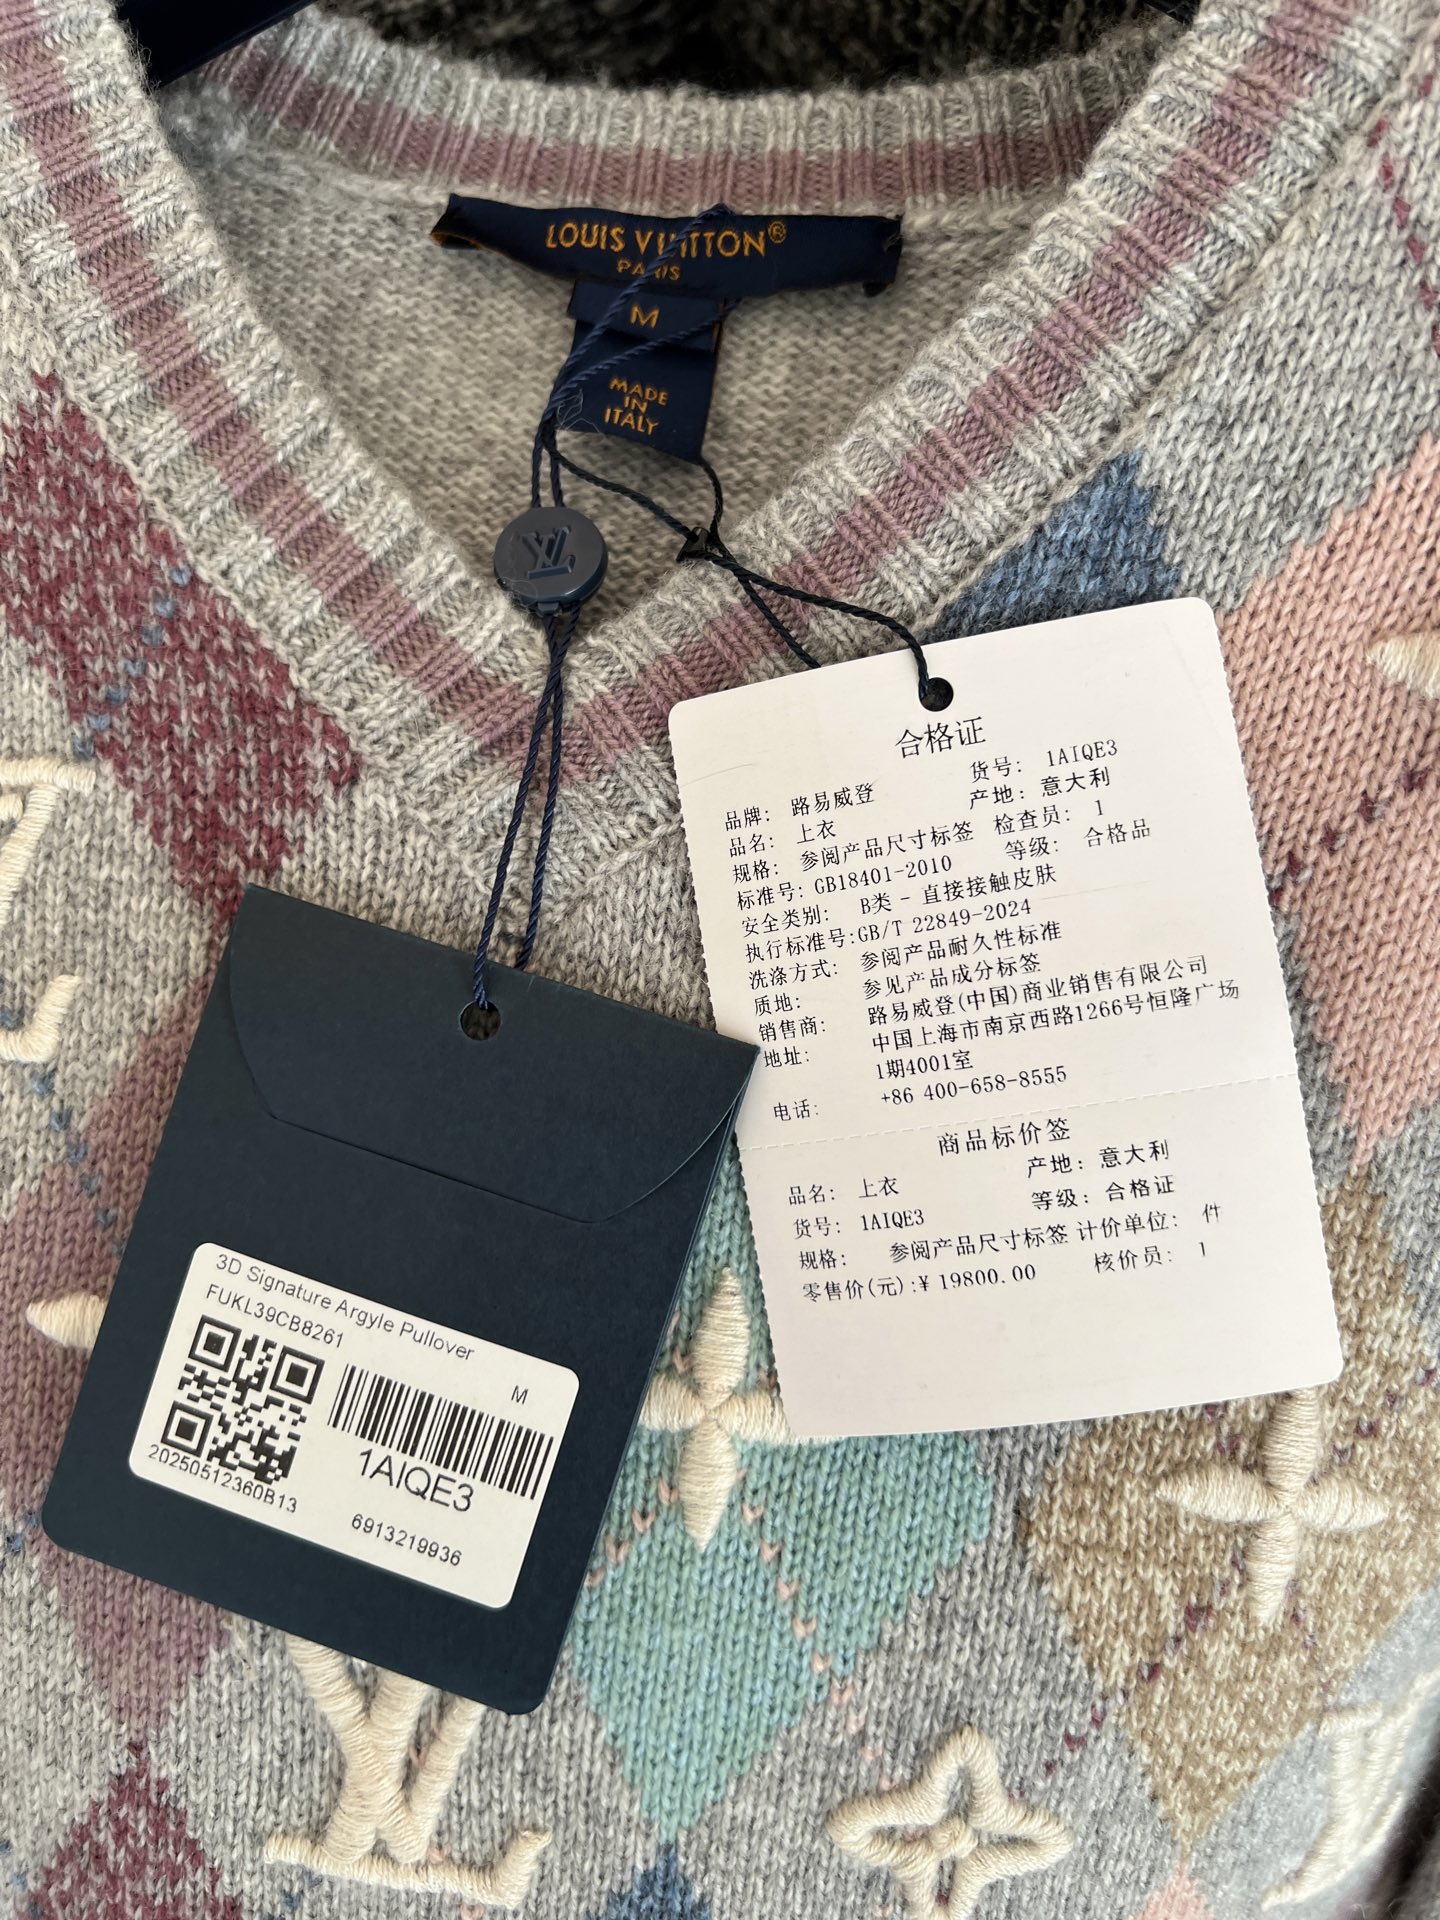 LOUIS VUITTON®
PARIS
M
MADE
IN
ITALY
LV
合格证
货号: 1AIQE3
品牌: 路易威登
产地: 意大利
品名: 上衣
检查员: 1
规格: 参阅产品尺寸标签
等级: 合格品
标准号: GB18401-2010
安全类别: B类 - 直接接触皮肤
执行标准号:GB/T 22849-2024
洗涤方式: 参阅产品耐久性标准
质地: 参见产品成分标签
销售商: 路易威登(中国)商业销售有限公司
地址: 中国上海市南京西路1266号恒隆广场
1期4001室
电话: +86 400-658-8555
商品标价签
产地: 意大利
品名: 上衣
等级: 合格证
货号: 1AIQE3
规格: 参阅产品尺寸标签 计价单位: 件
核价员: 1
零售价(元):¥ 19800.00
3D Signature Argyle Pullover
FUKL39CB8261
M
1AIQE3
20250512360B13
6913219936
LV